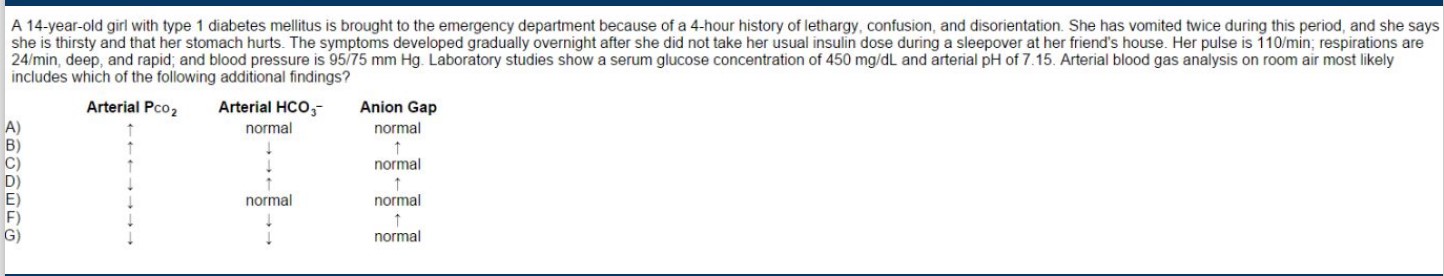 A 14-year-old girl with type 1 diabetes mellitus is brought to the emergency department because of a 4-hour history of lethargy, confusion, and disorientation. She has vomited twice during this period, and she says
she is thirsty and that her stomach hurts. The symptoms developed gradually overnight after she did not take her usual insulin dose during a sleepover at her friend's house. Her pulse is 110/min; respirations are
24/min, deep, and rapid; and blood pressure is 95/75 mm Hg. Laboratory studies show a serum glucose concentration of 450 mg/dL and arterial pH of 7.15. Arterial blood gas analysis on room air most likely
includes which of the following additional findings?
Arterial Pco₂ Arterial HCO₃⁻ Anion Gap
A) ↑ normal normal
B) ↑ ↓ ↑
C) ↑ ↓ normal
D) ↓ ↑ ↑
E) ↓ normal normal
F) ↓ ↓ ↑
G) ↓ ↓ normal